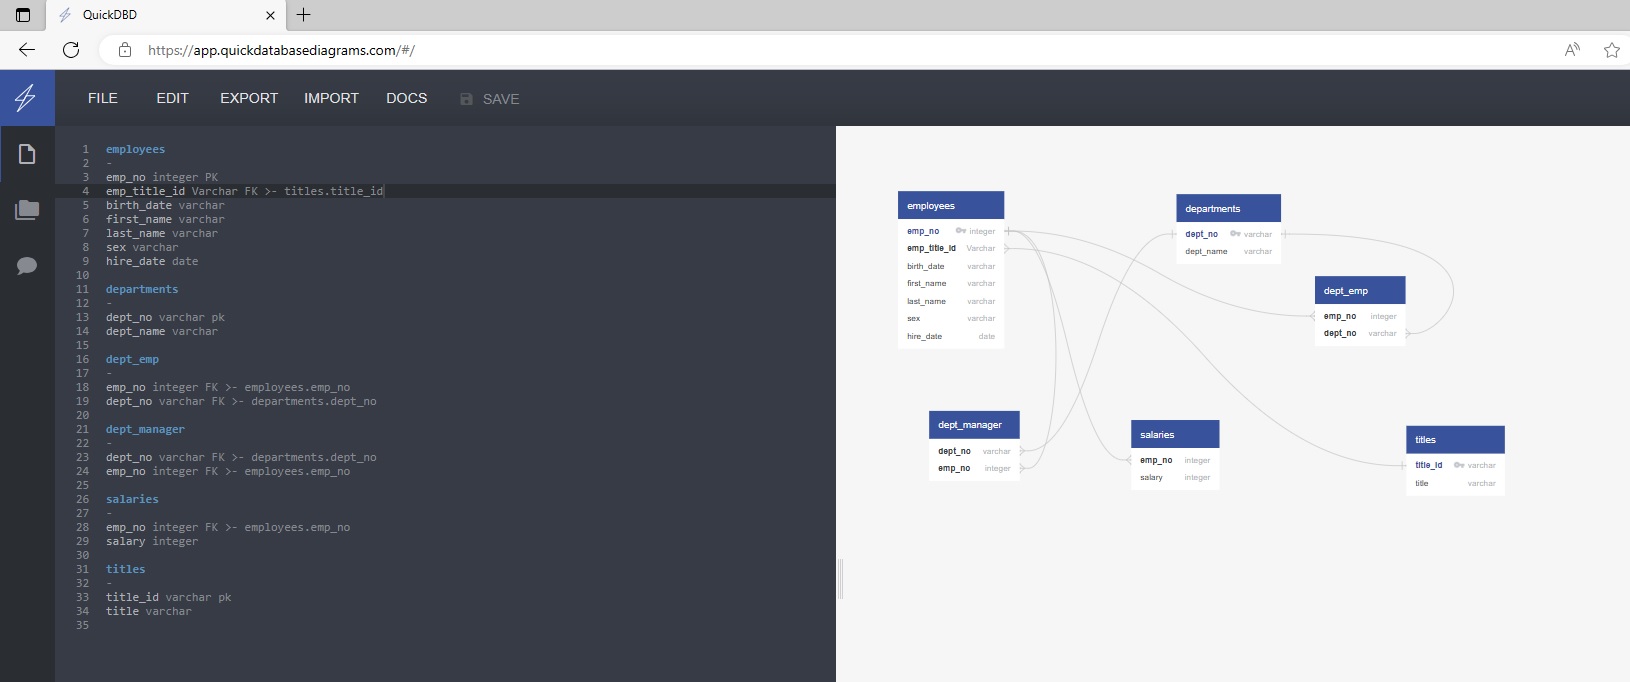 QuickDBD
https://app.quickdatabasediagrams.com/#/
FILE EDIT EXPORT IMPORT DOCS SAVE
1 employees
2 -
3 emp_no integer PK
4 emp_title_id Varchar FK >- titles.title_id
5 birth_date varchar
6 first_name varchar
7 last_name varchar
8 sex varchar
9 hire_date date
10
11 departments
12 -
13 dept_no varchar pk
14 dept_name varchar
15
16 dept_emp
17 -
18 emp_no integer FK >- employees.emp_no
19 dept_no varchar FK >- departments.dept_no
20
21 dept_manager
22 -
23 dept_no varchar FK >- departments.dept_no
24 emp_no integer FK >- employees.emp_no
25
26 salaries
27 -
28 emp_no integer FK >- employees.emp_no
29 salary integer
30
31 titles
32 -
33 title_id varchar pk
34 title varchar
35
employees
emp_no integer
emp_title_id Varchar
birth_date varchar
first_name varchar
last_name varchar
sex varchar
hire_date date
departments
dept_no varchar
dept_name varchar
dept_emp
emp_no integer
dept_no varchar
dept_manager
dept_no varchar
emp_no integer
salaries
emp_no integer
salary integer
titles
title_id varchar
title varchar